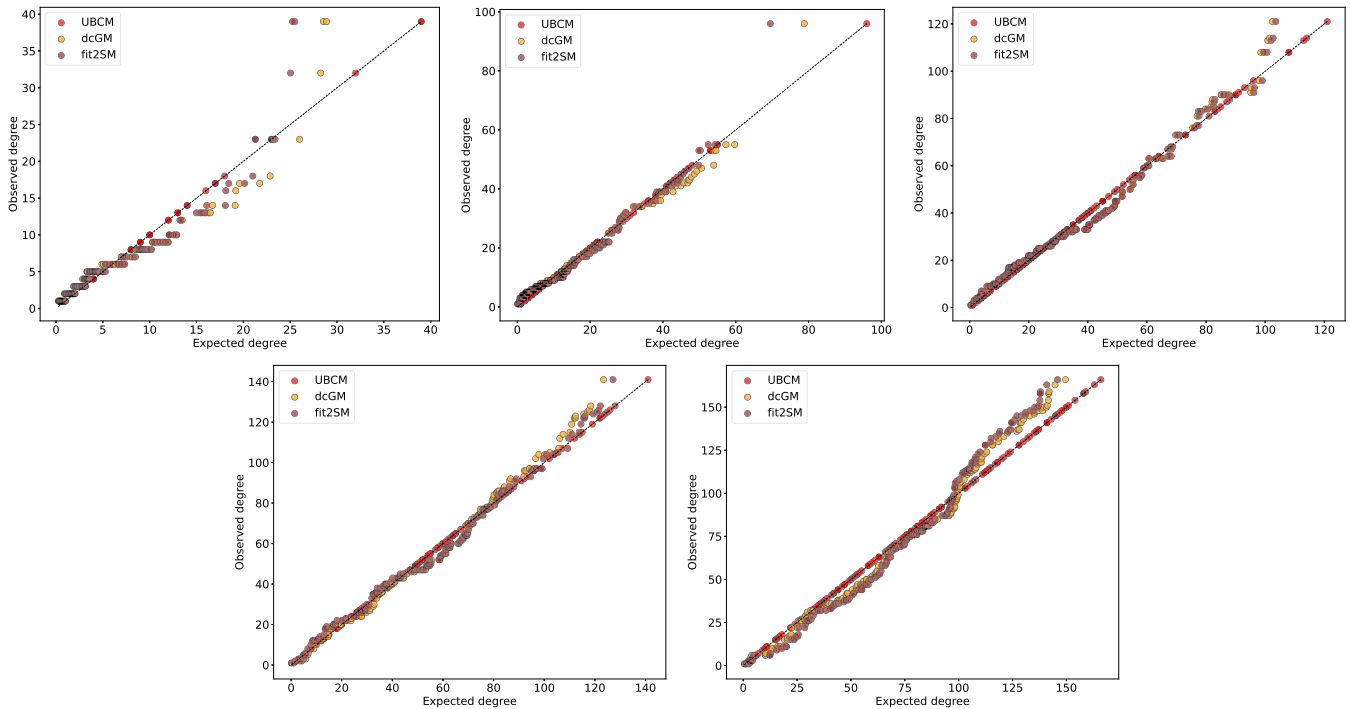 40
35
30
25
20
15
10
5
0
Observed degree
UBCM
dcGM
fit2SM
0 5 10 15 20 25 30 35 40
Expected degree
100
80
60
40
20
0
Observed degree
UBCM
dcGM
fit2SM
0 20 40 60 80 100
Expected degree
120
100
80
60
40
20
0
Observed degree
UBCM
dcGM
fit2SM
0 20 40 60 80 100 120
Expected degree
140
120
100
80
60
40
20
0
Observed degree
UBCM
dcGM
fit2SM
0 20 40 60 80 100 120 140
Expected degree
150
125
100
75
50
25
0
Observed degree
UBCM
dcGM
fit2SM
0 25 50 75 100 125 150
Expected degree